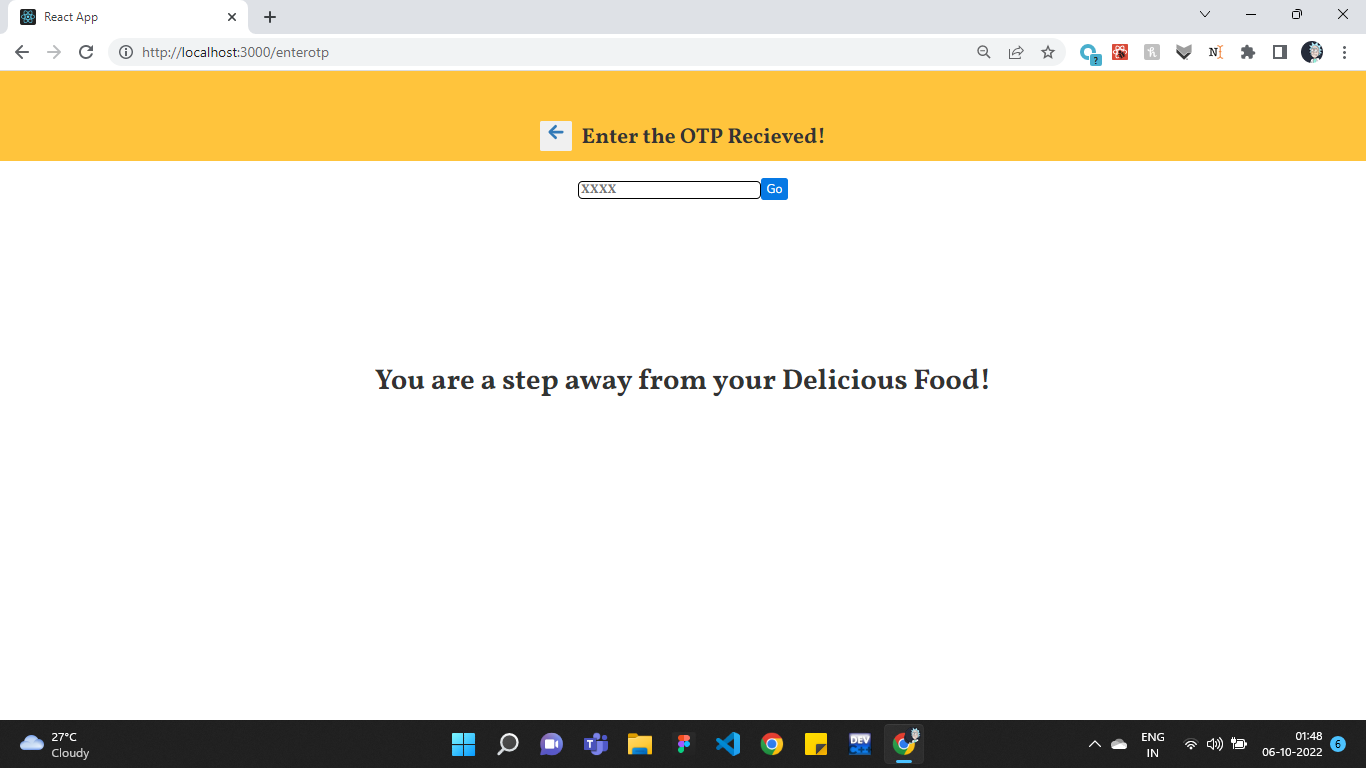 React App
http://localhost:3000/enterotp
Enter the OTP Recieved!
XXXX
Go
You are a step away from your Delicious Food!
27°C
Cloudy
DEV
ENG
IN
01:48
06-10-2022
6